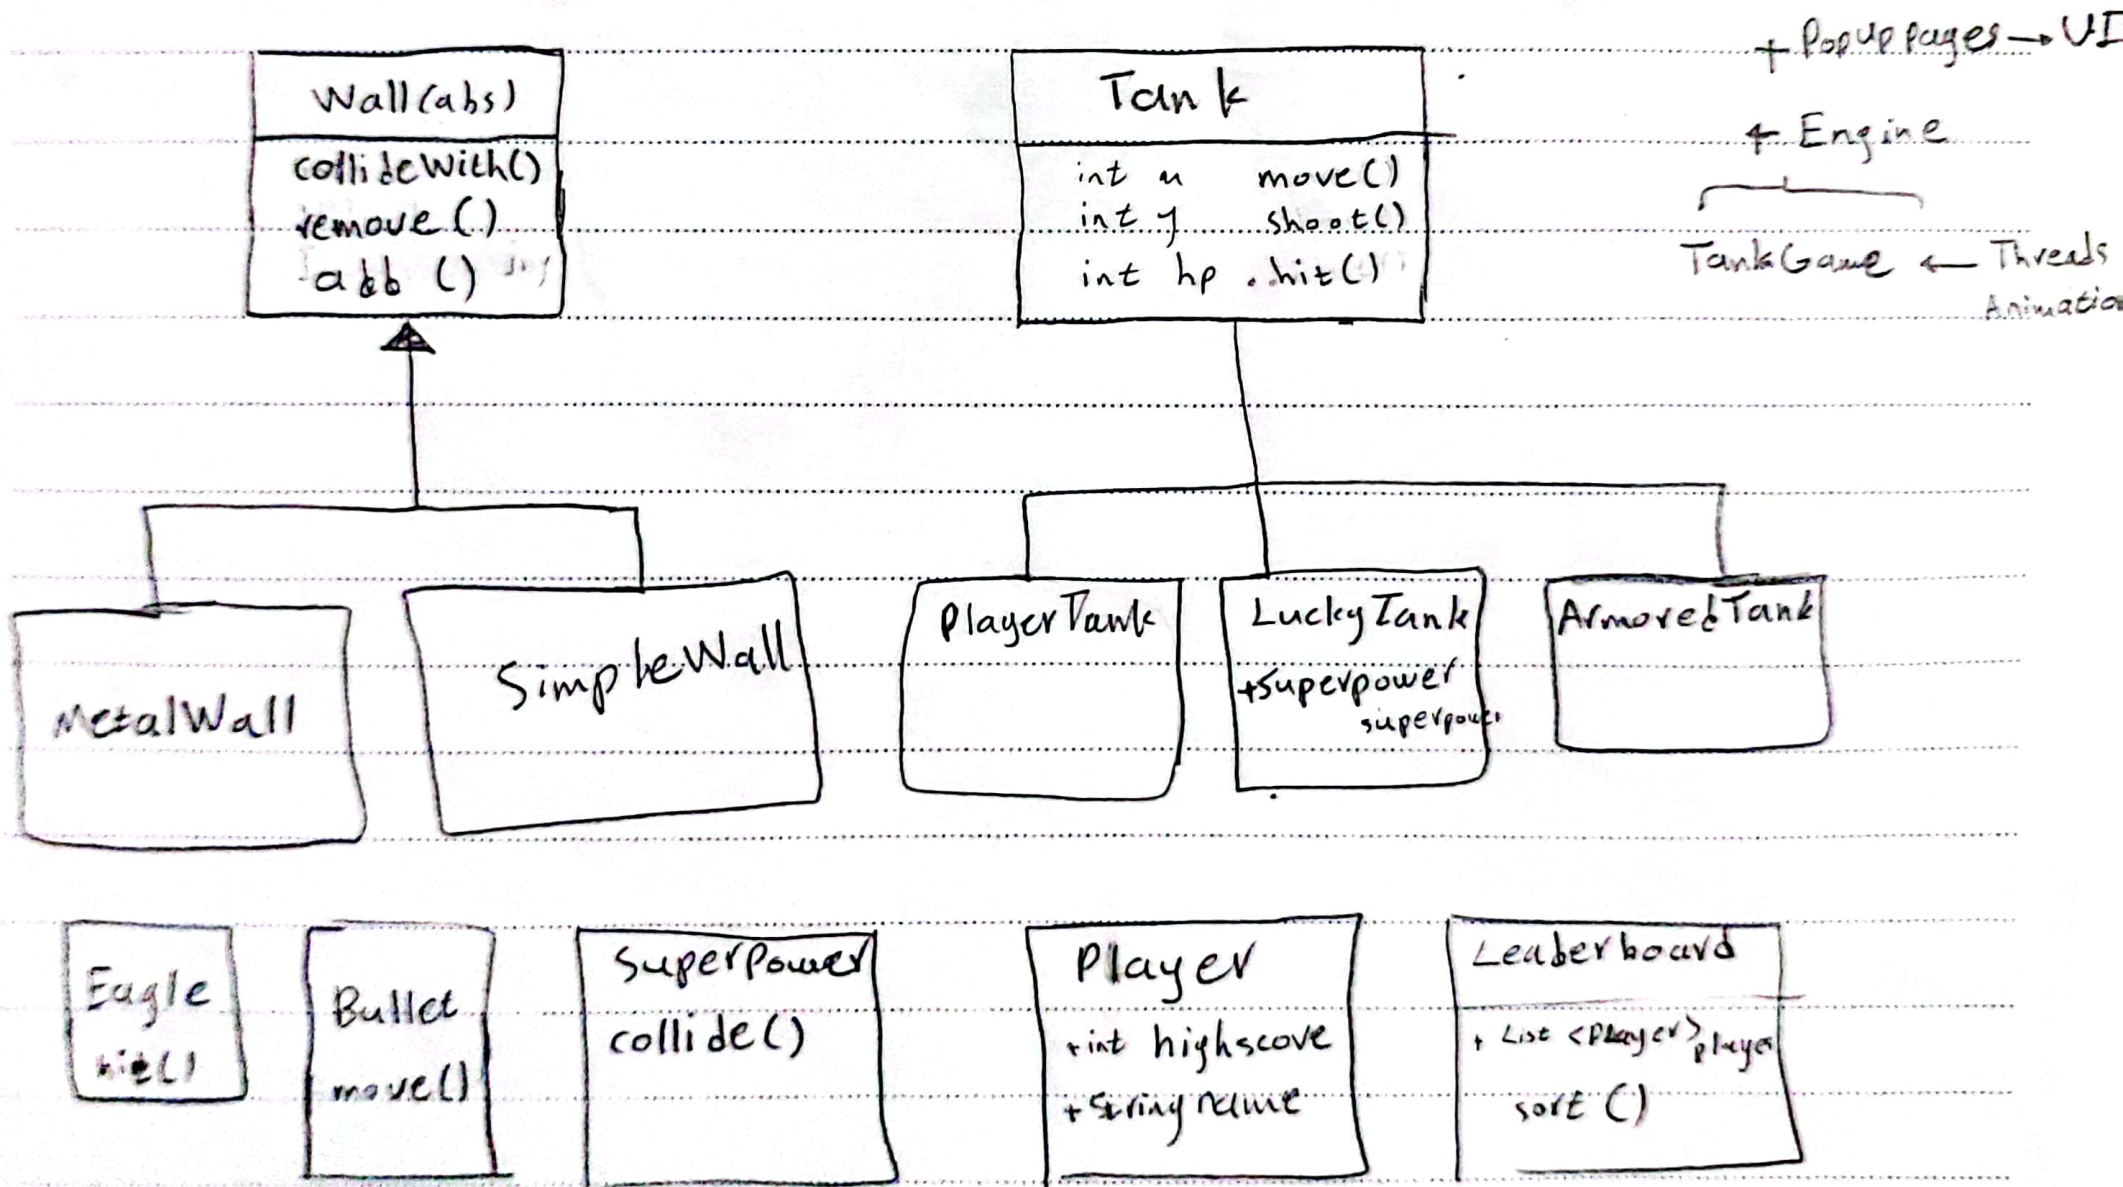 Wall(abs)
collideWith()
remove()
add()
Tank
int x move()
int y shoot()
int hp hit()
+ PopUp pages → UI
+ Engine
TankGame ← Threads
Animation
MetalWall
SimpleWall
PlayerTank
LuckyTank
+Superpower
superpower
ArmoredTank
Eagle
hit()
Bullet
move()
SuperPower
collide()
Player
+int highscore
+String name
Leaderboard
+ List <Player> player
sort()